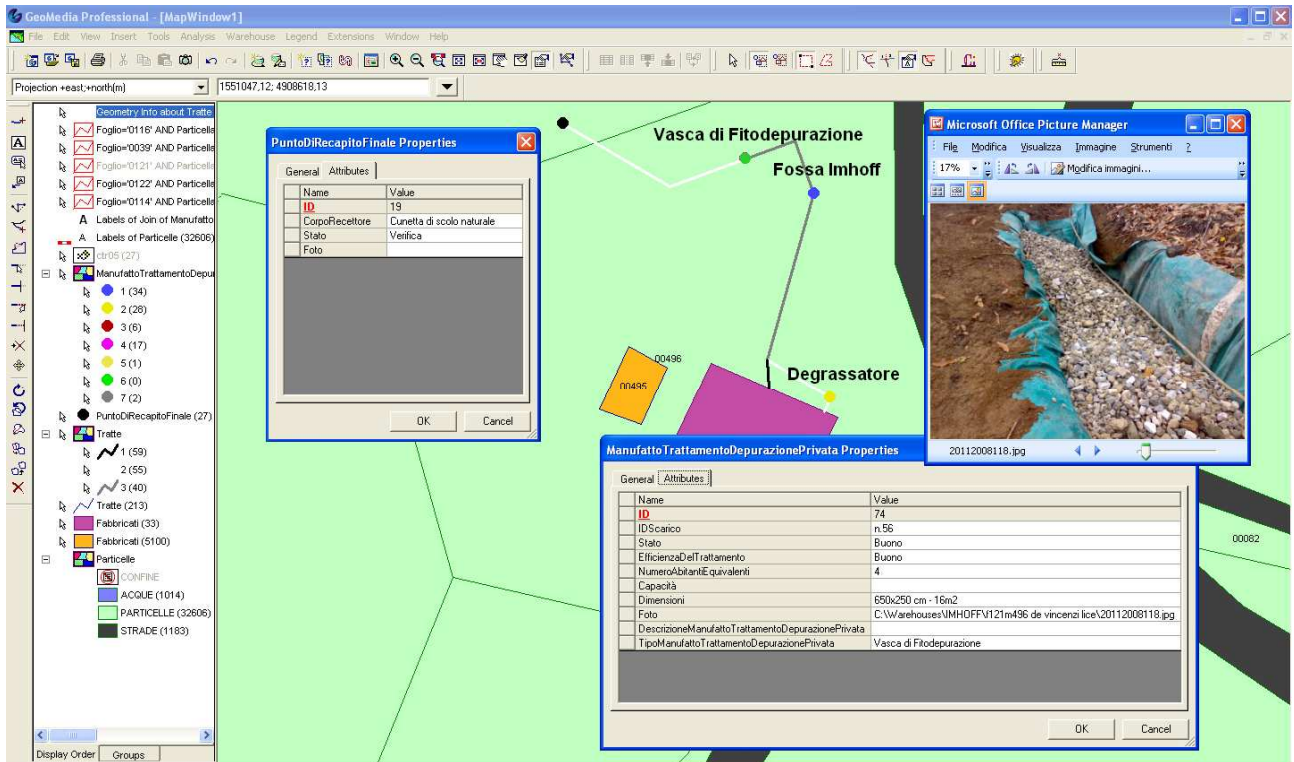 GeoMedia Professional - [MapWindow1]
File Edit View Insert Tools Analysis Warehouse Legend Extensions Window Help
Projection +east;+north(m) 1551047,12; 4908618,13
Geometry Info about Tratte
Foglio='0116' AND Particella
Foglio='0039' AND Particella
Foglio='0121' AND Particella
Foglio='0122' AND Particella
Foglio='0114' AND Particella
A Labels of Join of Manufatto
A Labels of Particelle (32606)
ctr05 (27)
ManufattoTrattamentoDepu
1 (34)
2 (28)
3 (6)
4 (17)
5 (1)
6 (0)
7 (2)
PuntoDiRecapitoFinale (27)
Tratte
1 (59)
2 (55)
3 (40)
Tratte (213)
Fabbricati (33)
Fabbricati (5100)
Particelle
CONFINE
ACQUE (1014)
PARTICELLE (32606)
STRADE (1183)
Display Order Groups
PuntoDiRecapitoFinale Properties
General Attributes
Name Value
ID 19
CorpoRecettore Cunetta di scolo naturale
Stato Verifica
Foto
OK Cancel
Vasca di Fitodepurazione
Fossa Imhoff
00496
00495
Degrassatore
00082
Microsoft Office Picture Manager
File Modifica Visualizza Immagine Strumenti ?
17% Modifica immagini...
20112008118.jpg
ManufattoTrattamentoDepurazionePrivata Properties
General Attributes
Name Value
ID 74
IDScarico n.56
Stato Buono
EfficienzaDelTrattamento Buono
NumeroAbitantiEquivalenti 4
Capacità
Dimensioni 650x250 cm - 16m2
Foto C:\Warehouses\IMHOFF\f121m496 de vincenzi lice\20112008118.jpg
DescrizioneManufattoTrattamentoDepurazionePrivata
TipoManufattoTrattamentoDepurazionePrivata Vasca di Fitodepurazione
OK Cancel